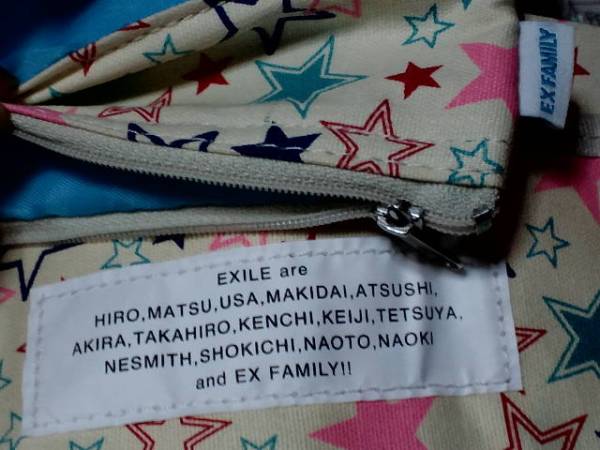 EX FAMILY
EXILE are
HIRO,MATSU,USA,MAKIDAI,ATSUSHI,
AKIRA,TAKAHIRO,KENCHI,KEIJI,TETSUYA,
NESMITH,SHOKICHI,NAOTO,NAOKI
and EX FAMILY!!